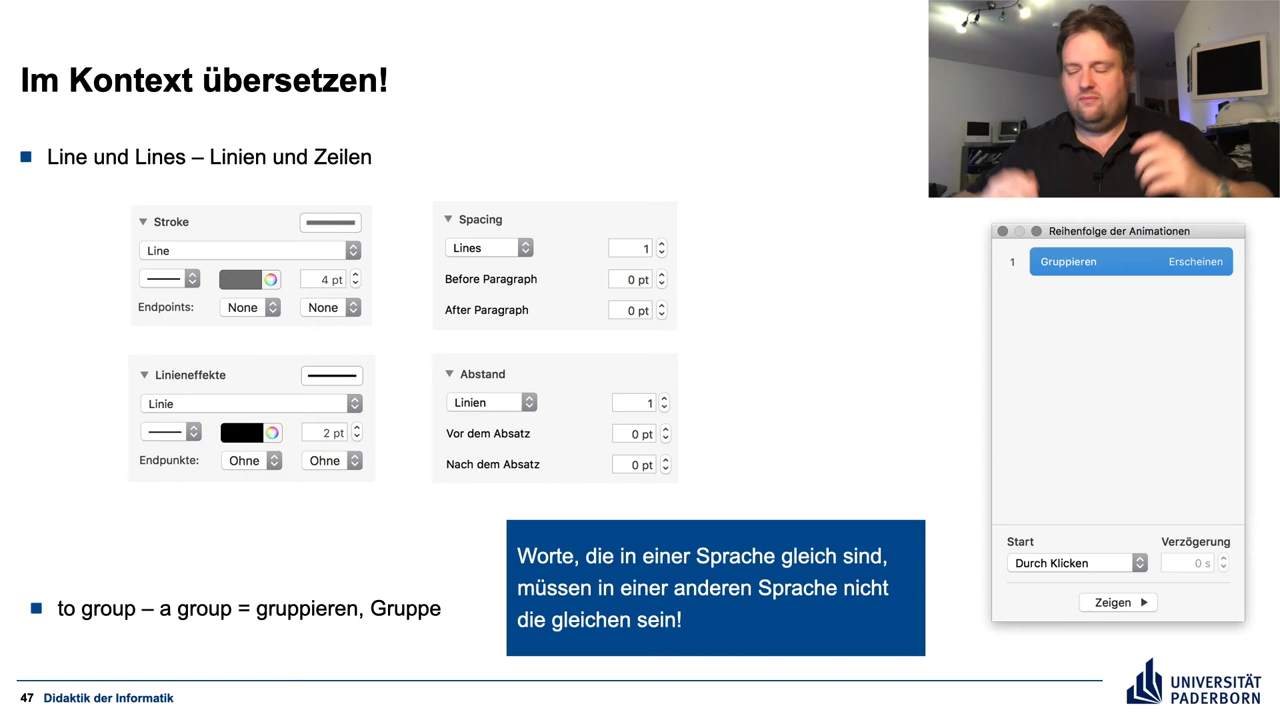 Im Kontext übersetzen!
Line und Lines – Linien und Zeilen
Stroke
Line
4 pt
Endpoints: None None
Spacing
Lines 1
Before Paragraph 0 pt
After Paragraph 0 pt
Linieneffekte
Linie
2 pt
Endpunkte: Ohne Ohne
Abstand
Linien 1
Vor dem Absatz 0 pt
Nach dem Absatz 0 pt
Reihenfolge der Animationen
1 Gruppieren Erscheinen
Start Verzögerung
Durch Klicken 0 s
Zeigen
to group – a group = gruppieren, Gruppe
Worte, die in einer Sprache gleich sind,
müssen in einer anderen Sprache nicht
die gleichen sein!
47 Didaktik der Informatik
UNIVERSITÄT
PADERBORN